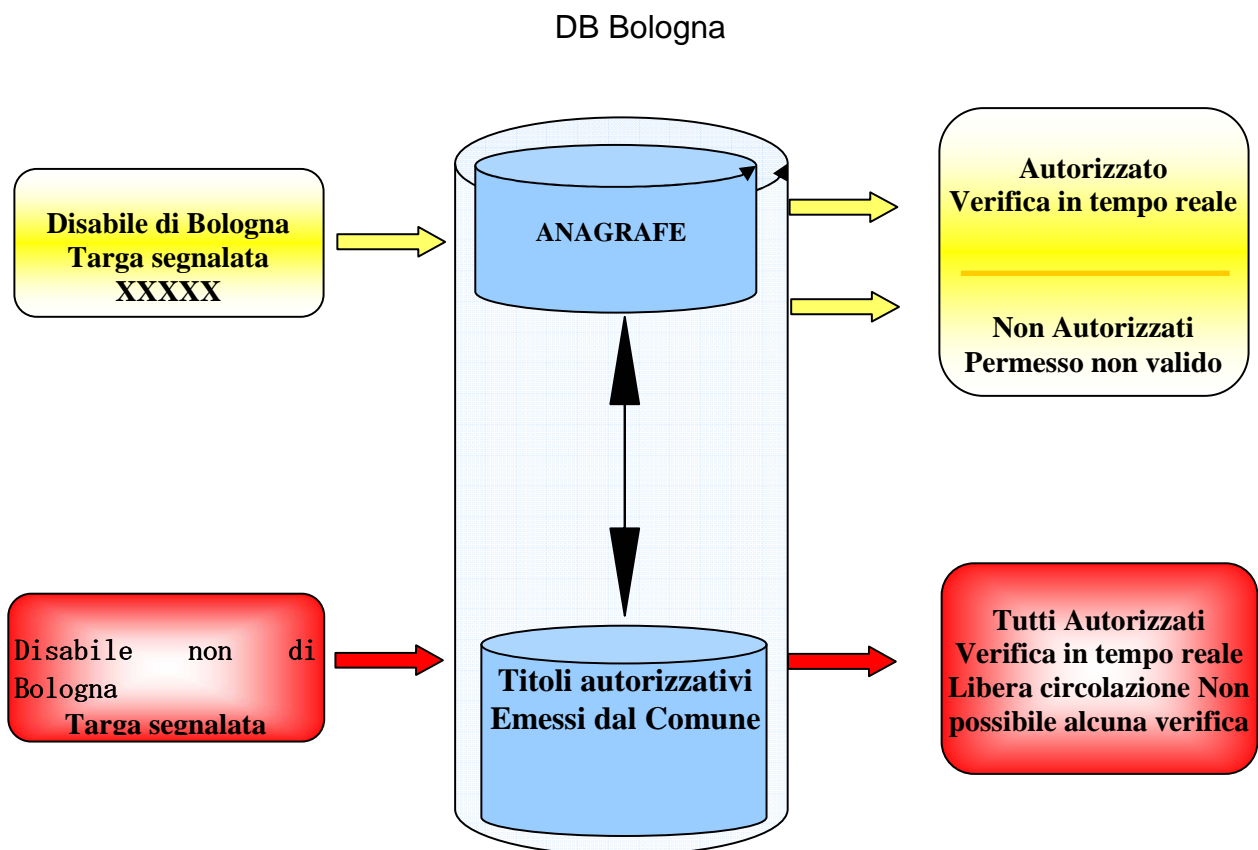 DB Bologna
Disabile di Bologna
Targa segnalata
XXXXX
ANAGRAFE
Autorizzato
Verifica in tempo reale
Non Autorizzati
Permesso non valido
Disabile non di
Bologna
Targa segnalata
Titoli autorizzativi
Emessi dal Comune
Tutti Autorizzati
Verifica in tempo reale
Libera circolazione Non
possibile alcuna verifica